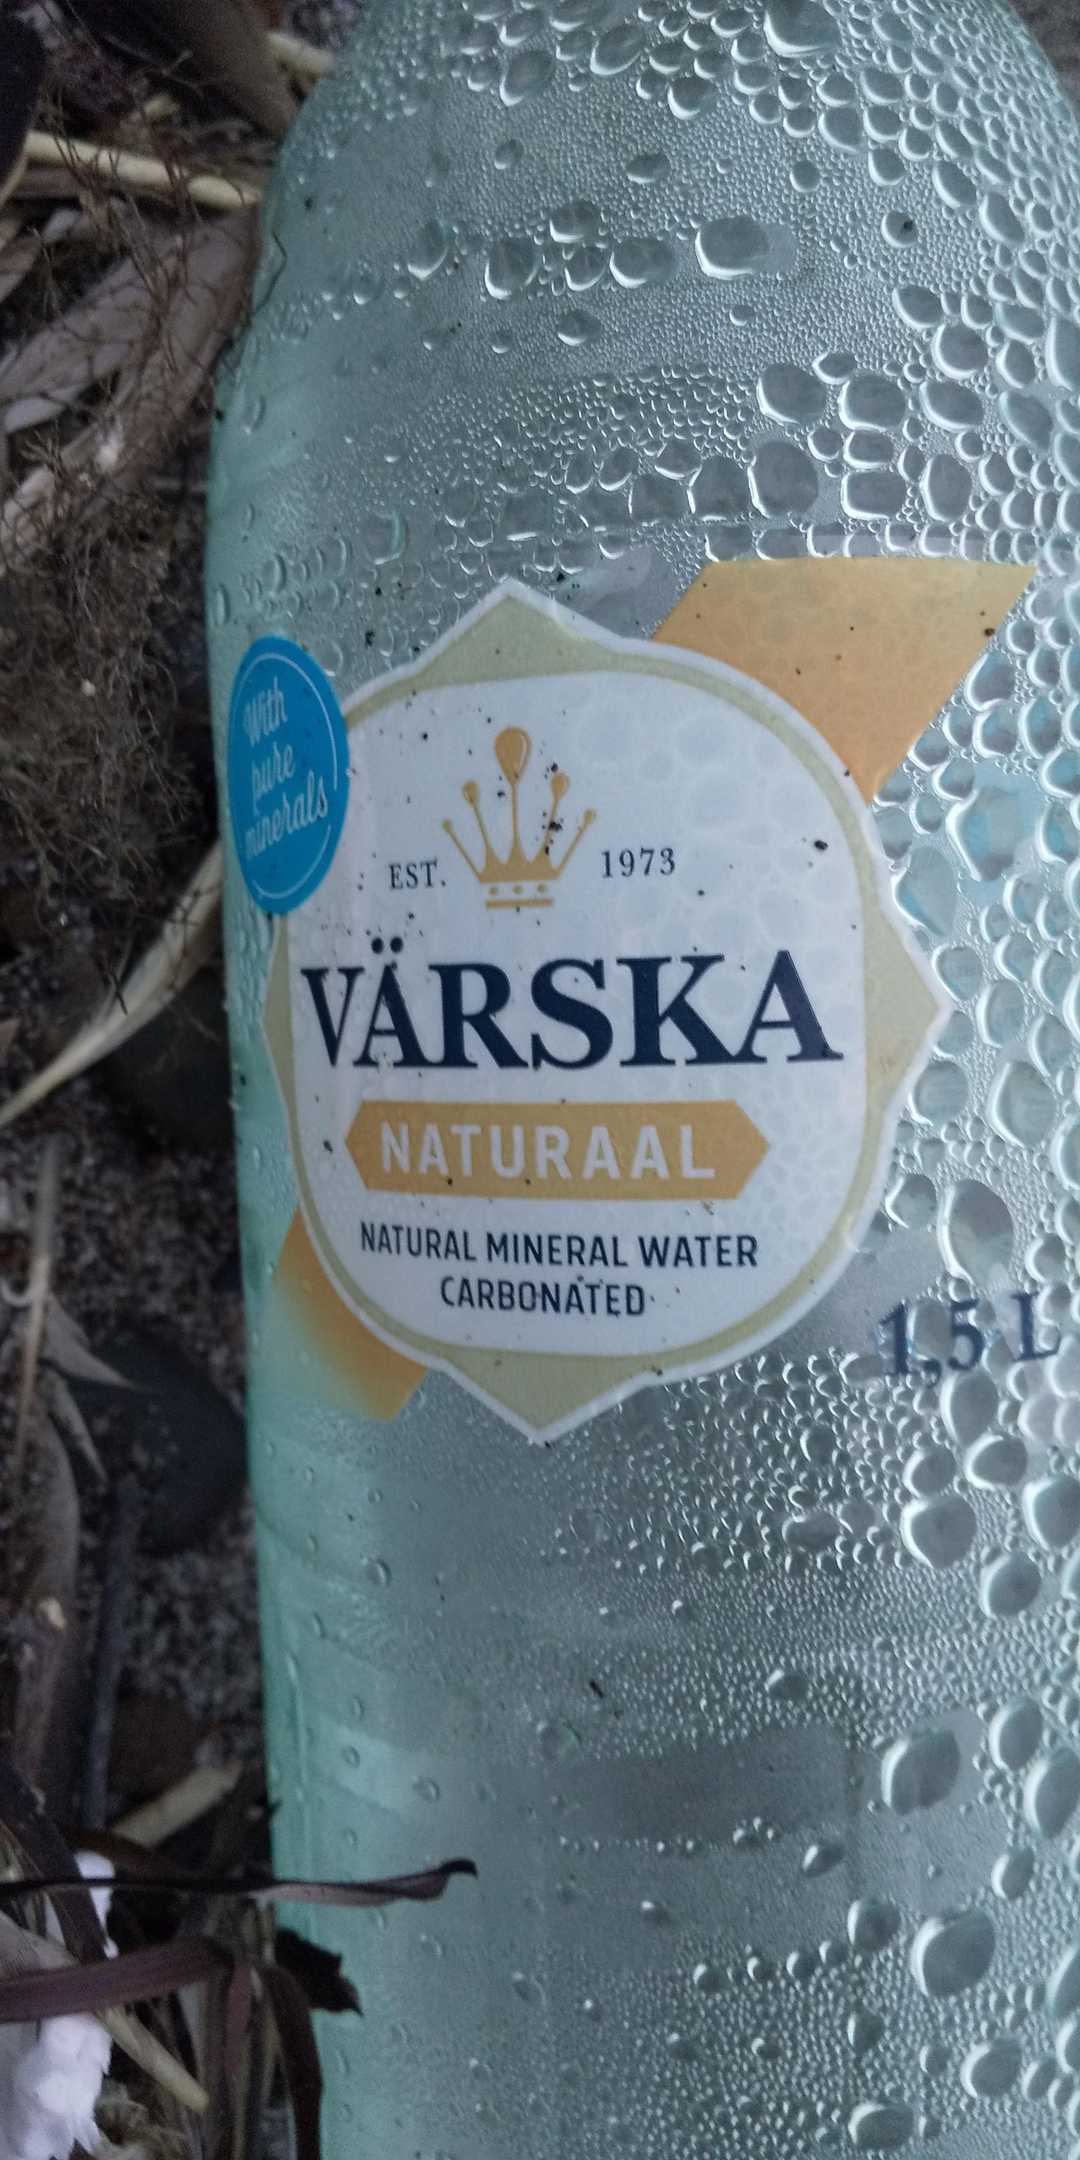 With
pure
minerals
EST. 1973
VÄRSKA
NATURAAL
NATURAL MINERAL WATER
CARBONATED
1,5 L